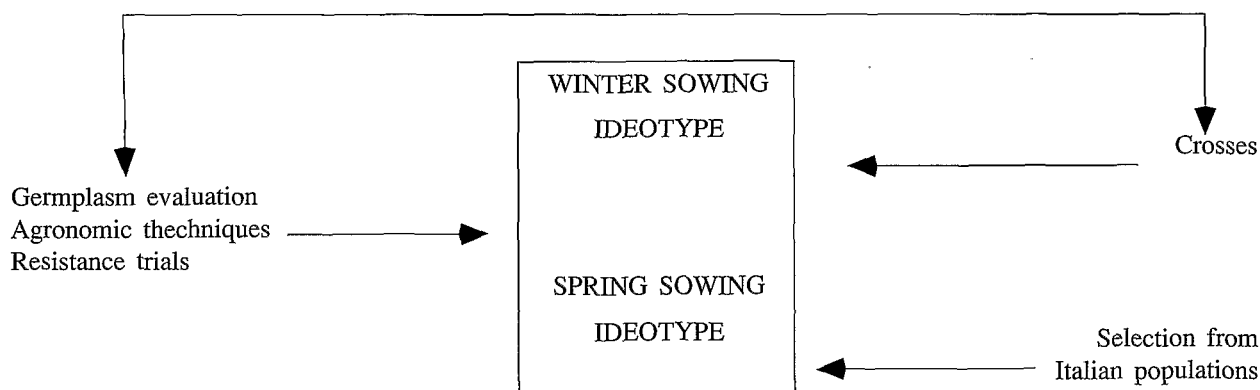 WINTER SOWING
IDEOTYPE
Crosses
Germplasm evaluation
Agronomic thechniques
Resistance trials
SPRING SOWING
IDEOTYPE
Selection from
Italian populations